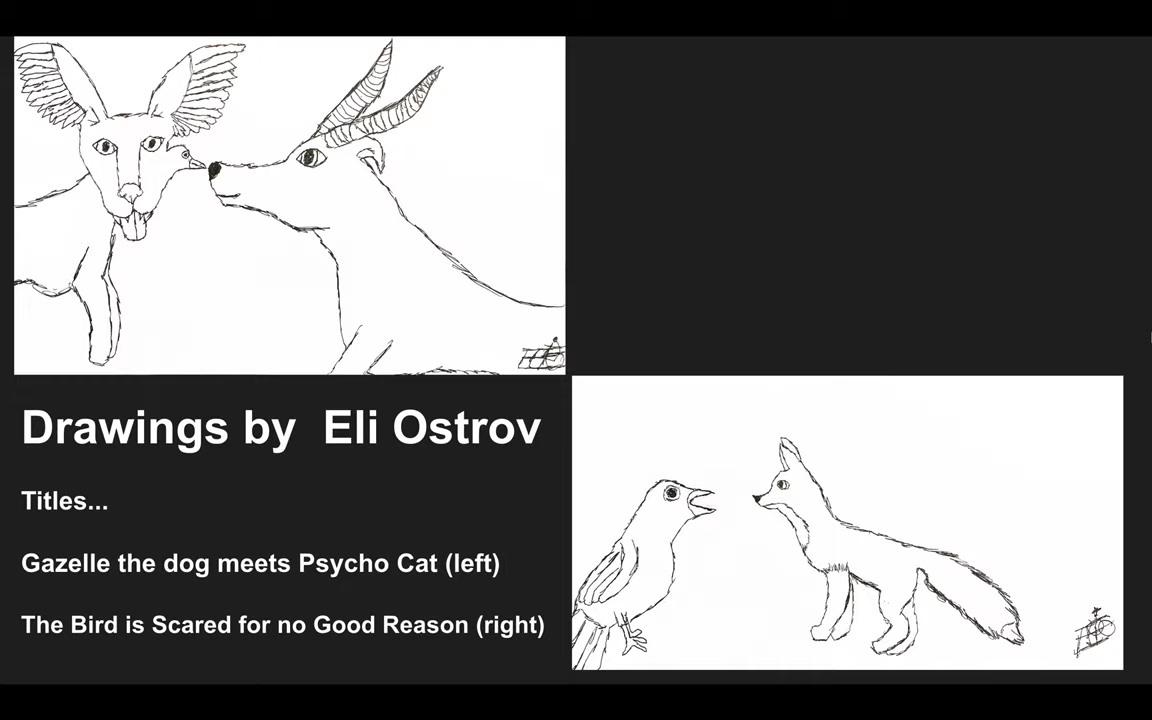 Drawings by  Eli Ostrov
Titles...
Gazelle the dog meets Psycho Cat (left)
The Bird is Scared for no Good Reason (right)